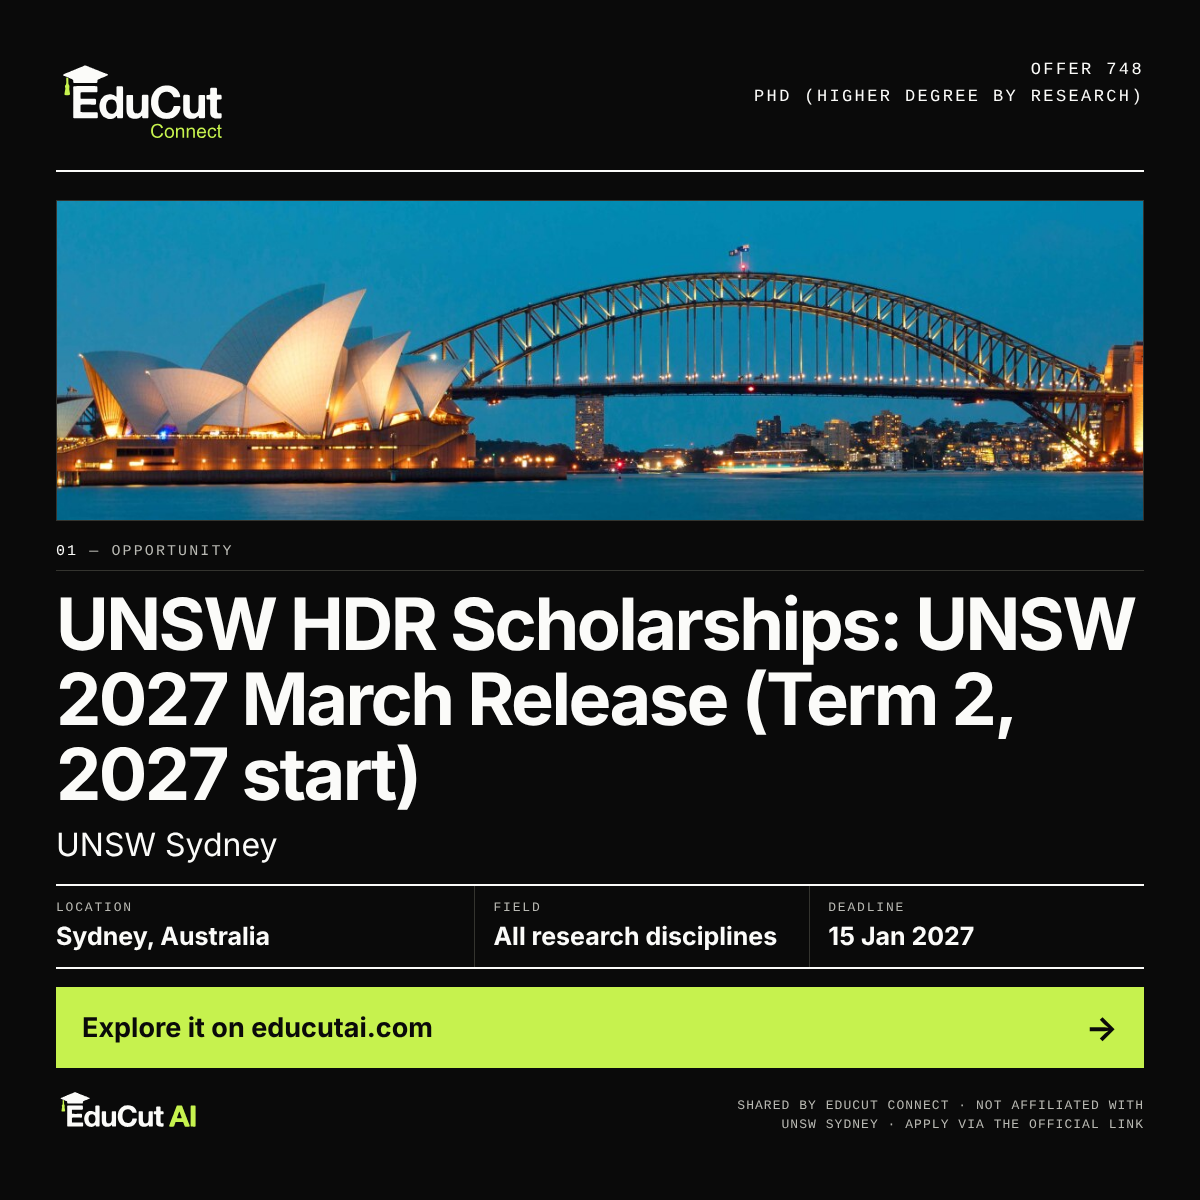 EduCut
Connect
OFFER 748
PHD (HIGHER DEGREE BY RESEARCH)
01 — OPPORTUNITY
UNSW HDR Scholarships: UNSW
2027 March Release (Term 2,
2027 start)
UNSW Sydney
LOCATION
Sydney, Australia
FIELD
All research disciplines
DEADLINE
15 Jan 2027
Explore it on educutai.com →
EduCut AI
SHARED BY EDUCUT CONNECT · NOT AFFILIATED WITH
UNSW SYDNEY · APPLY VIA THE OFFICIAL LINK